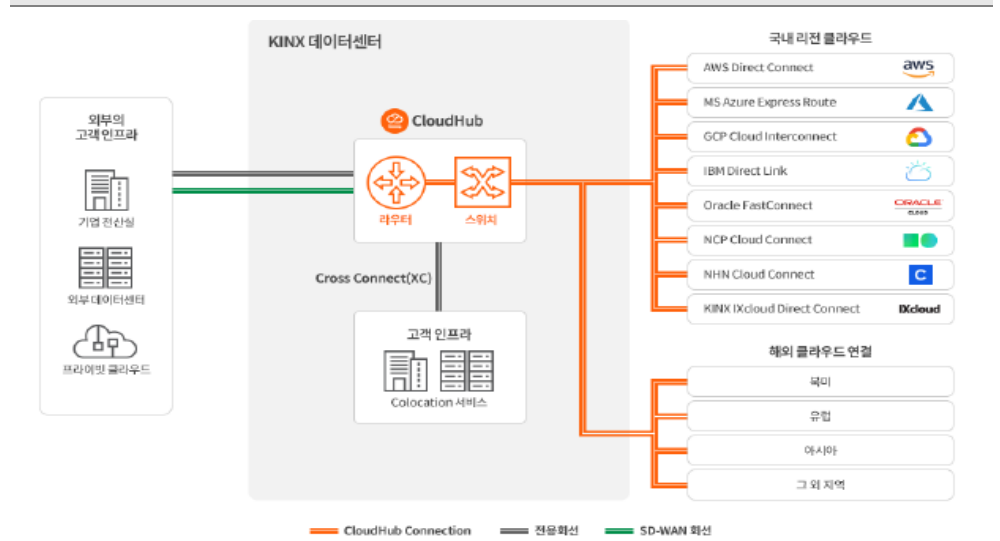 KINX 데이터센터
국내 리전 클라우드
AWS Direct Connect
aws
MS Azure Express Route
GCP Cloud Interconnect
IBM Direct Link
Oracle FastConnect
ORACLE
CLOUD
NCP Cloud Connect
NHN Cloud Connect
C
KINX IXcloud Direct Connect
IXcloud
외부의
고객 인프라
기업 전산실
외부 데이터센터
프라이빗 클라우드
CloudHub
라우터
스위치
Cross Connect(XC)
고객 인프라
Colocation 서비스
해외 클라우드 연결
북미
유럽
아시아
그 외 지역
CloudHub Connection
전용회선
SD-WAN 회선